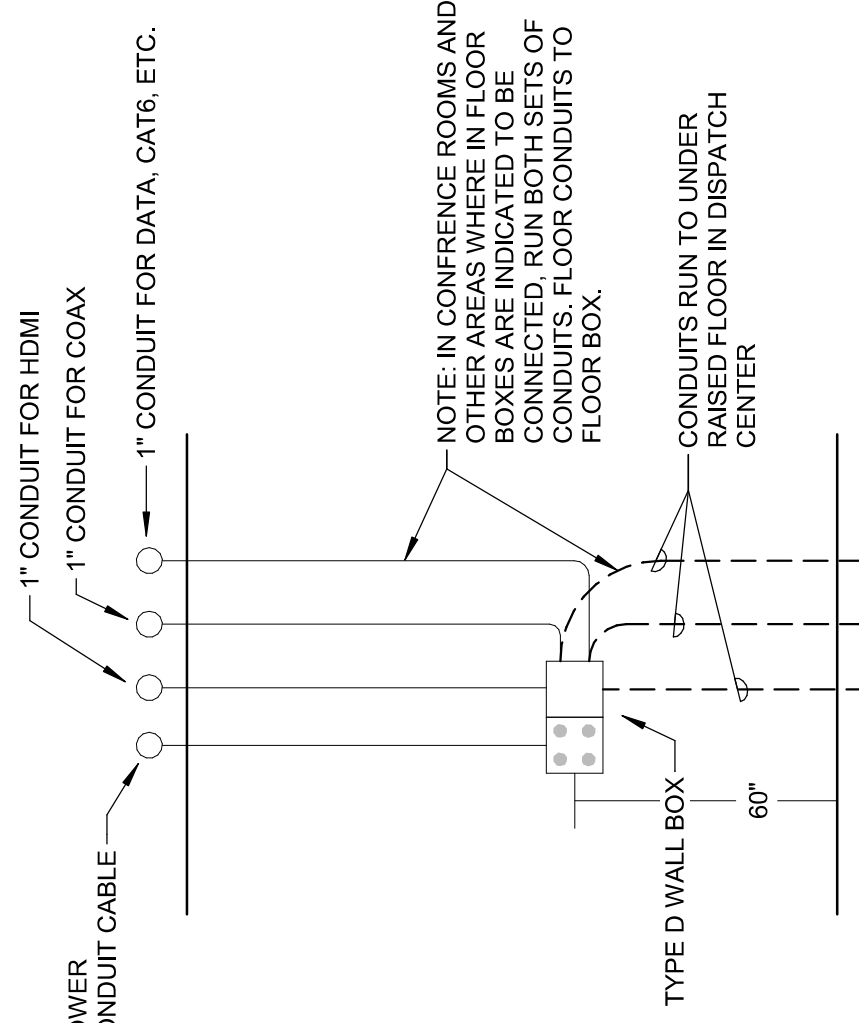 1" CONDUIT FOR HDMI
1" CONDUIT FOR COAX
1" CONDUIT FOR DATA, CAT6, ETC.
CABLE
NOTE: IN CONFRENCE ROOMS AND
OTHER AREAS WHERE IN FLOOR
BOXES ARE INDICATED TO BE
CONNECTED, RUN BOTH SETS OF
CONDUITS. FLOOR CONDUITS TO
FLOOR BOX.
CONDUITS RUN TO UNDER
RAISED FLOOR IN DISPATCH
CENTER
TYPE D WALL BOX
60"